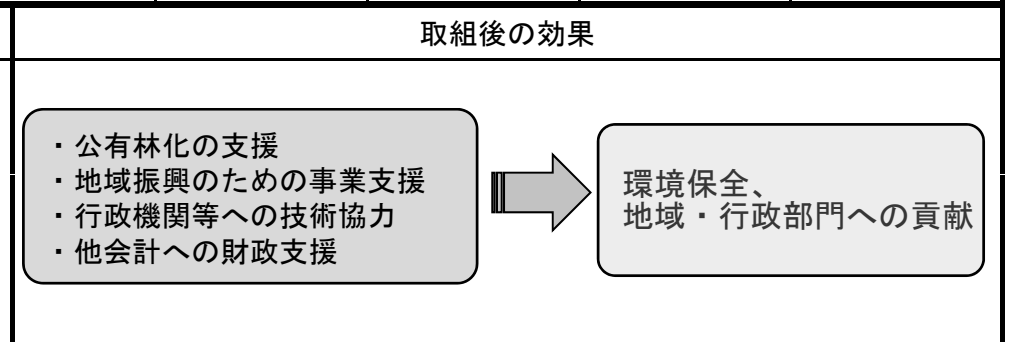 取組後の効果
・公有林化の支援
・地域振興のための事業支援
・行政機関等への技術協力
・他会計への財政支援
環境保全、
地域・行政部門への貢献